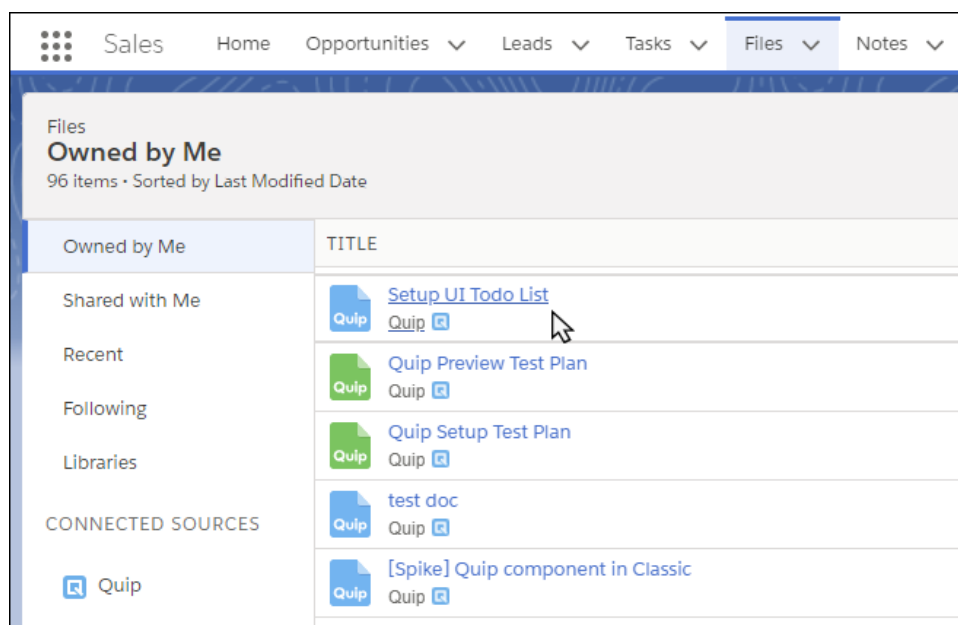 Sales Home Opportunities Leads Tasks Files Notes
Files
Owned by Me
96 items • Sorted by Last Modified Date
Owned by Me
Shared with Me
Recent
Following
Libraries
CONNECTED SOURCES
Quip
TITLE
Quip Setup UI Todo List
Quip
Quip Quip Preview Test Plan
Quip
Quip Quip Setup Test Plan
Quip
Quip test doc
Quip
Quip [Spike] Quip component in Classic
Quip